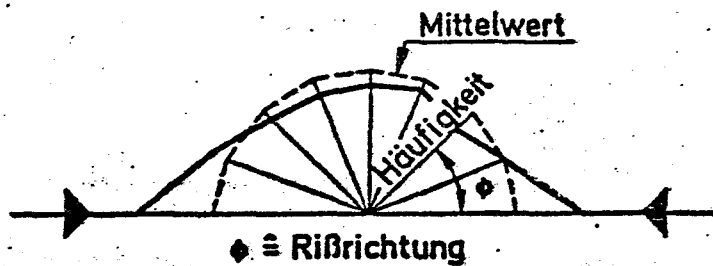 Mittelwert
Häufigkeit
ϕ
ϕ ≙ Rißrichtung